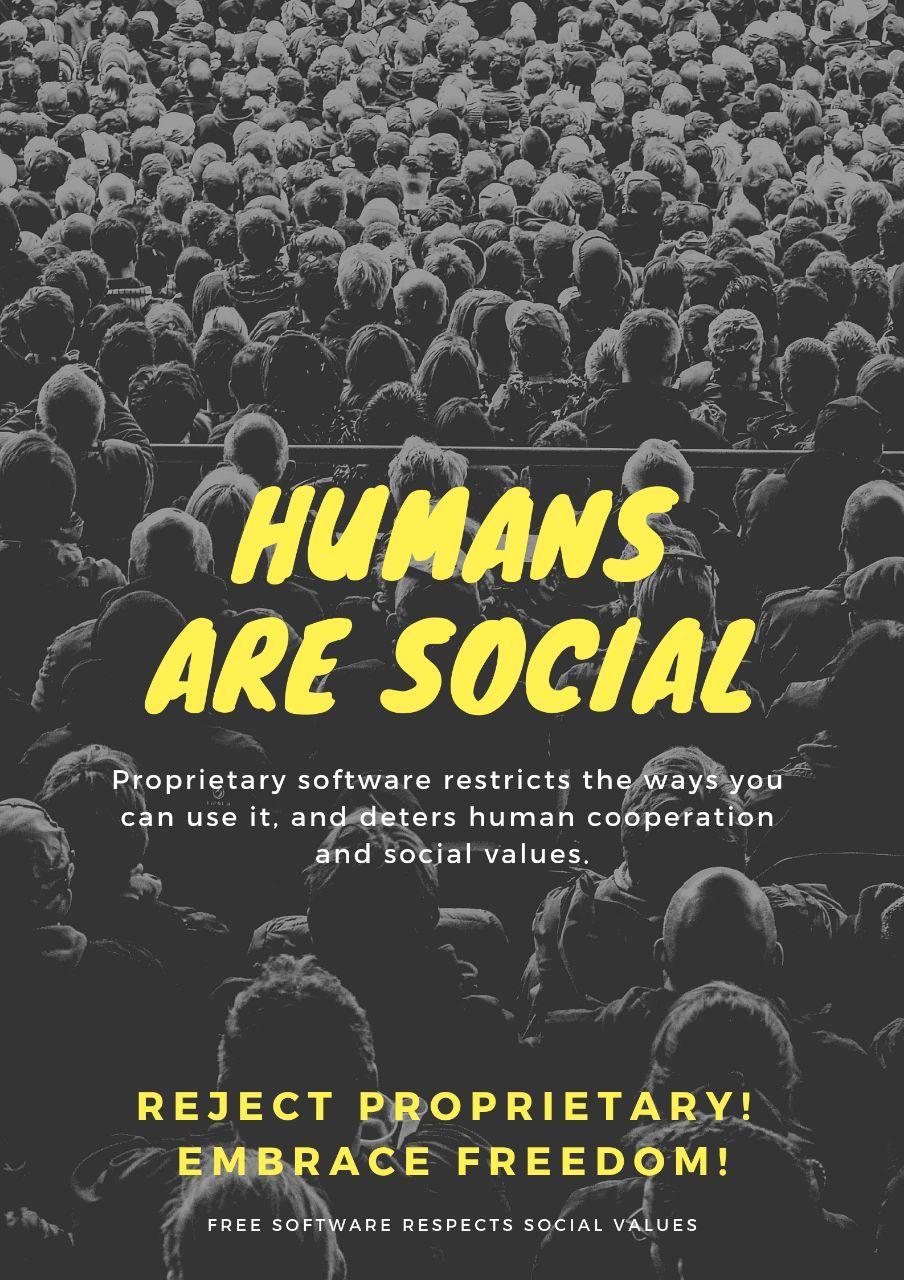 HUMANS
ARE SOCIAL
Proprietary software restricts the ways you
can use it, and deters human cooperation
and social values.
REJECT PROPRIETARY!
EMBRACE FREEDOM!
FREE SOFTWARE RESPECTS SOCIAL VALUES